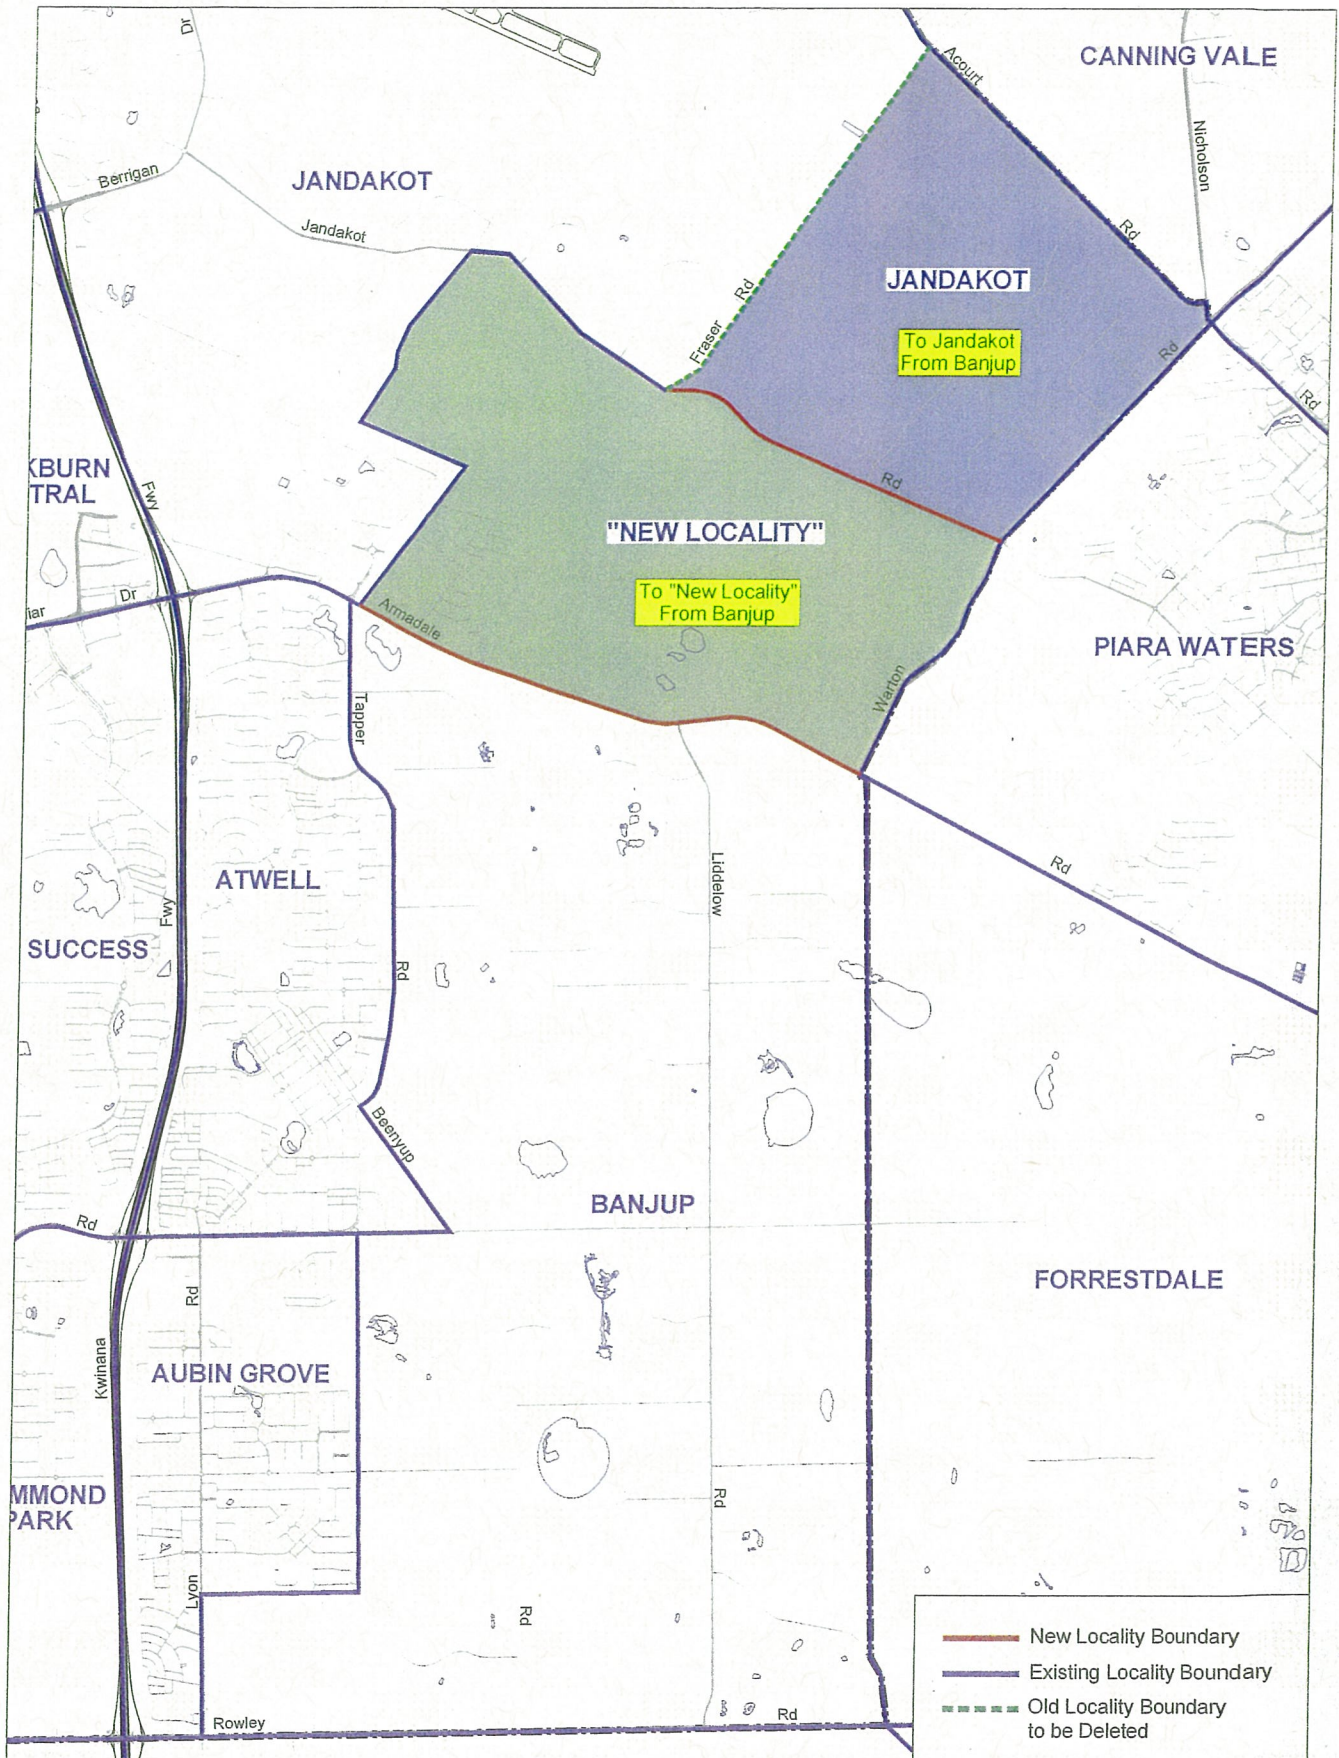 Dr
CANNING VALE
Acourt
Nicholson
Berrigan
JANDAKOT
Jandakot
Rd
JANDAKOT
Rd
Fraser
To Jandakot
From Banjup
Rd
Rd
KBURN
TRAL
Fwy
Rd
"NEW LOCALITY"
To "New Locality"
From Banjup
Dr
iar
Armadale
PIARA WATERS
Warton
Tapper
Rd
Liddelow
ATWELL
Fwy
SUCCESS
Rd
Beenyup
BANJUP
Rd
FORRESTDALE
Rd
Kwinana
AUBIN GROVE
MMOND
PARK
Rd
Lyon
Rd
New Locality Boundary
Existing Locality Boundary
Old Locality Boundary
to be Deleted
Rowley
Rd